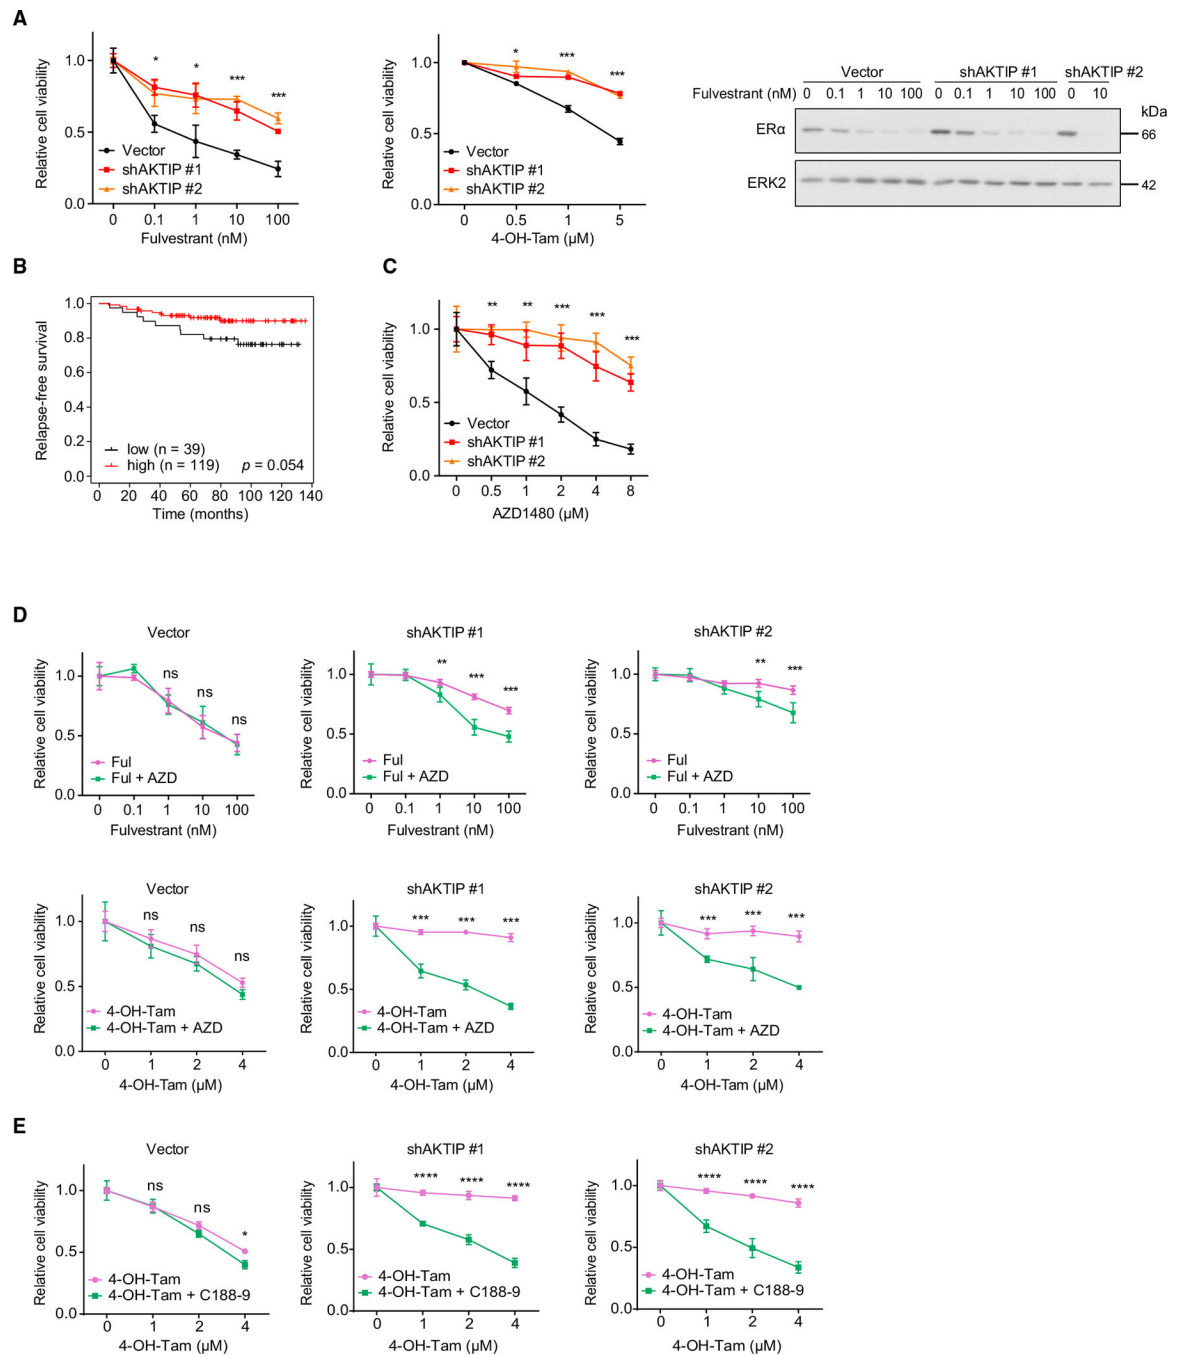 A
Relative cell viability
1.0
0.5
0.0
* * *** ***
Vector
shAKTIP #1
shAKTIP #2
0 0.1 1 10 100
Fulvestrant (nM)
Relative cell viability
1.0
0.5
0.0
* *** ***
Vector
shAKTIP #1
shAKTIP #2
0 0.5 1 5
4-OH-Tam (µM)
Vector shAKTIP #1 shAKTIP #2
Fulvestrant (nM) 0 0.1 1 10 100 0 0.1 1 10 100 0 10
kDa
ERα 66
ERK2 42
B
Relapse-free survival
1.0
0.8
0.6
0.4
0.2
0.0
low (n = 39)
high (n = 119) p = 0.054
0 20 40 60 80 100 120 140
Time (months)
C
Relative cell viability
1.0
0.5
0.0
** ** *** *** ***
Vector
shAKTIP #1
shAKTIP #2
0 0.5 1 2 4 8
AZD1480 (µM)
D
Vector
Relative cell viability
1.0
0.5
0.0
ns ns ns
Ful
Ful + AZD
0 0.1 1 10 100
Fulvestrant (nM)
shAKTIP #1
Relative cell viability
1.0
0.5
0.0
** *** ***
Ful
Ful + AZD
0 0.1 1 10 100
Fulvestrant (nM)
shAKTIP #2
Relative cell viability
1.0
0.5
0.0
** ***
Ful
Ful + AZD
0 0.1 1 10 100
Fulvestrant (nM)
Vector
Relative cell viability
1.0
0.5
0.0
ns ns ns
4-OH-Tam
4-OH-Tam + AZD
0 1 2 4
4-OH-Tam (µM)
shAKTIP #1
Relative cell viability
1.0
0.5
0.0
*** *** ***
4-OH-Tam
4-OH-Tam + AZD
0 1 2 4
4-OH-Tam (µM)
shAKTIP #2
Relative cell viability
1.0
0.5
0.0
*** *** ***
4-OH-Tam
4-OH-Tam + AZD
0 1 2 4
4-OH-Tam (µM)
E
Vector
Relative cell viability
1.0
0.5
0.0
ns ns *
4-OH-Tam
4-OH-Tam + C188-9
0 1 2 4
4-OH-Tam (µM)
shAKTIP #1
Relative cell viability
1.0
0.5
0.0
**** **** ****
4-OH-Tam
4-OH-Tam + C188-9
0 1 2 4
4-OH-Tam (µM)
shAKTIP #2
Relative cell viability
1.0
0.5
0.0
**** **** ****
4-OH-Tam
4-OH-Tam + C188-9
0 1 2 4
4-OH-Tam (µM)